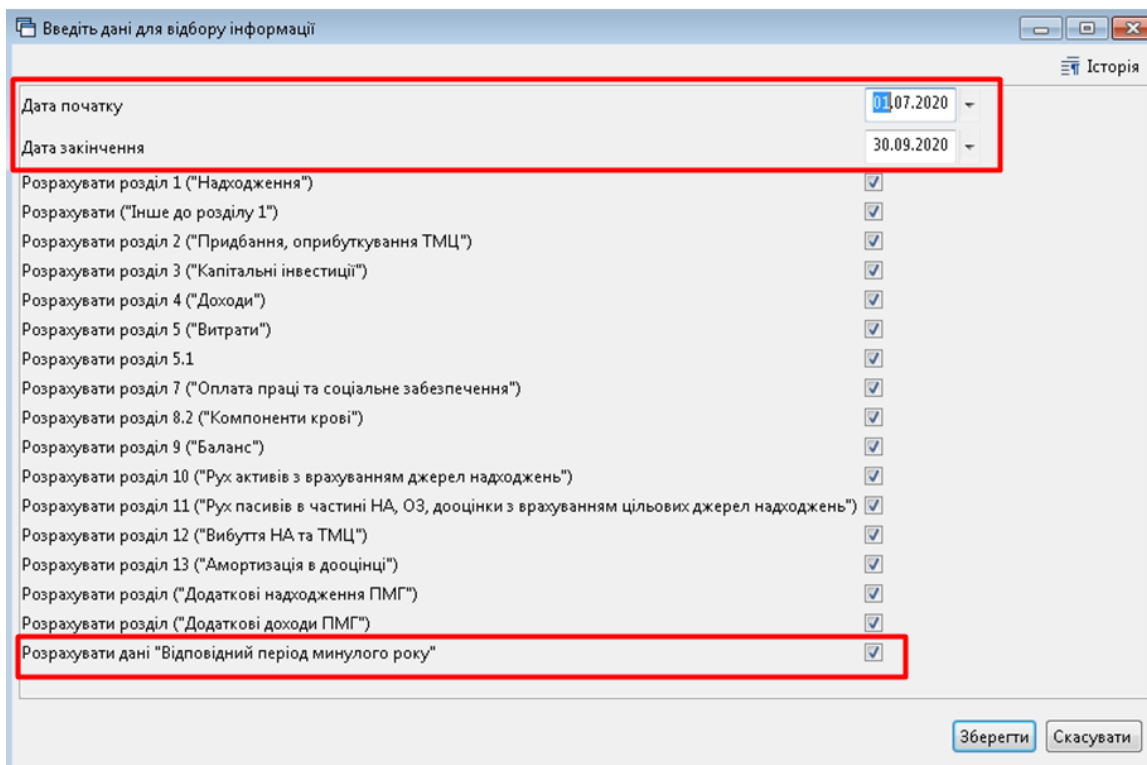 Введіть дані для відбору інформації
Історія
Дата початку 01.07.2020
Дата закінчення 30.09.2020
Розрахувати розділ 1 ("Надходження")
Розрахувати ("Інше до розділу 1")
Розрахувати розділ 2 ("Придбання, оприбуткування ТМЦ")
Розрахувати розділ 3 ("Капітальні інвестиції")
Розрахувати розділ 4 ("Доходи")
Розрахувати розділ 5 ("Витрати")
Розрахувати розділ 5.1
Розрахувати розділ 7 ("Оплата праці та соціальне забезпечення")
Розрахувати розділ 8.2 ("Компоненти крові")
Розрахувати розділ 9 ("Баланс")
Розрахувати розділ 10 ("Рух активів з врахуванням джерел надходжень")
Розрахувати розділ 11 ("Рух пасивів в частині НА, ОЗ, дооцінки з врахуванням цільових джерел надходжень")
Розрахувати розділ 12 ("Вибуття НА та ТМЦ")
Розрахувати розділ 13 ("Амортизація в дооцінці")
Розрахувати розділ ("Додаткові надходження ПМГ")
Розрахувати розділ ("Додаткові доходи ПМГ")
Розрахувати дані "Відповідний період минулого року"
Зберегти Скасувати